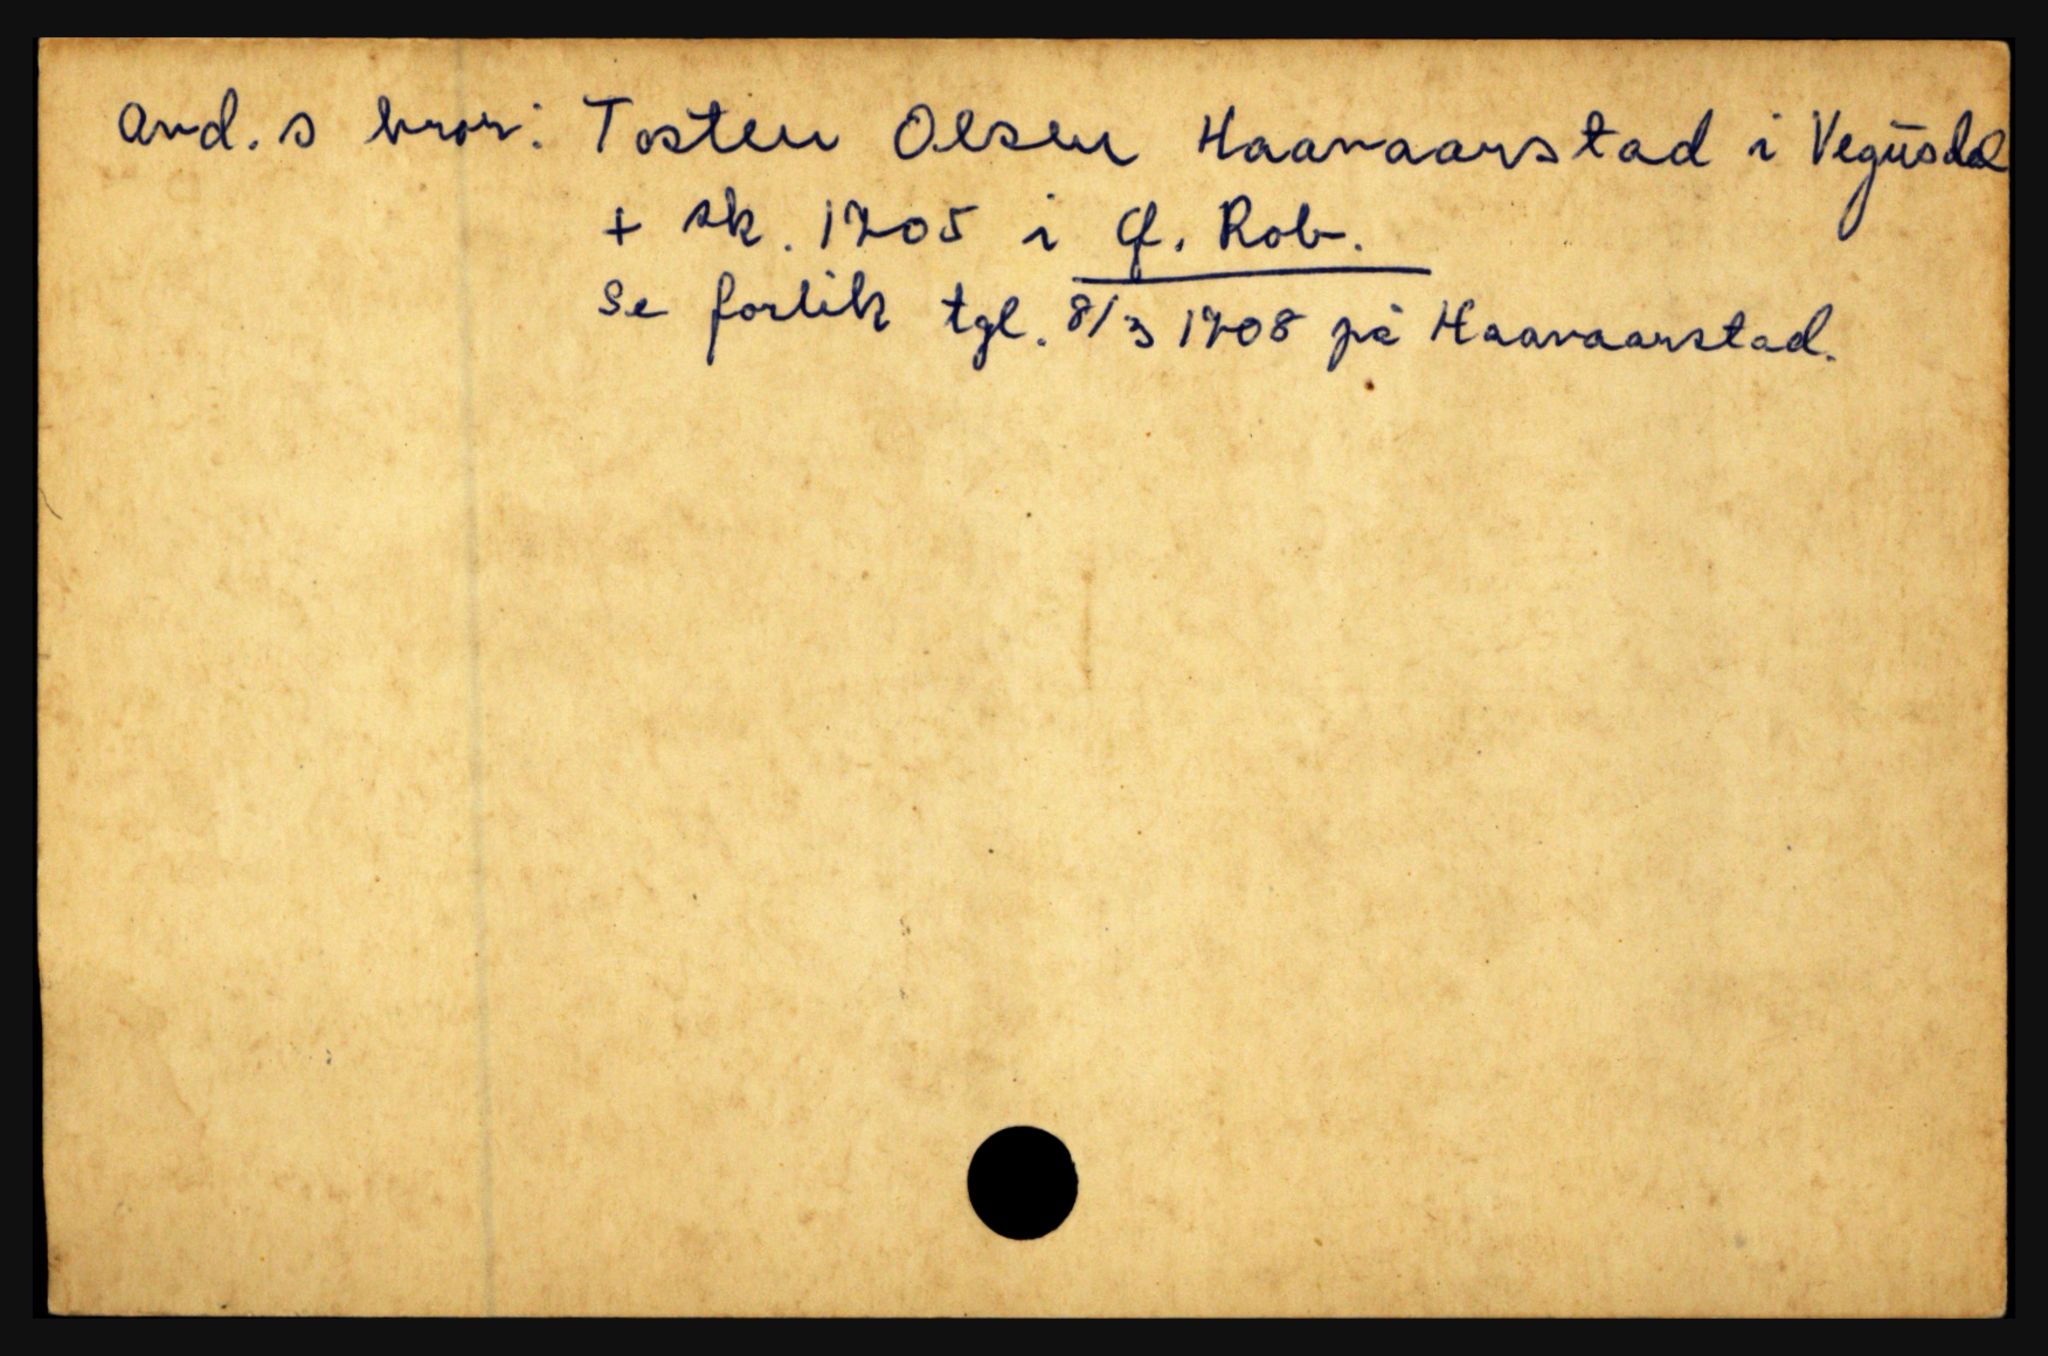 Avd. s bror: Tosten Olsen Haavaarstad i Vegusdal
+ sk. 1705 i Q. Rob.
Se forlik tgl. 8/3 1708 på Haavaarstad.